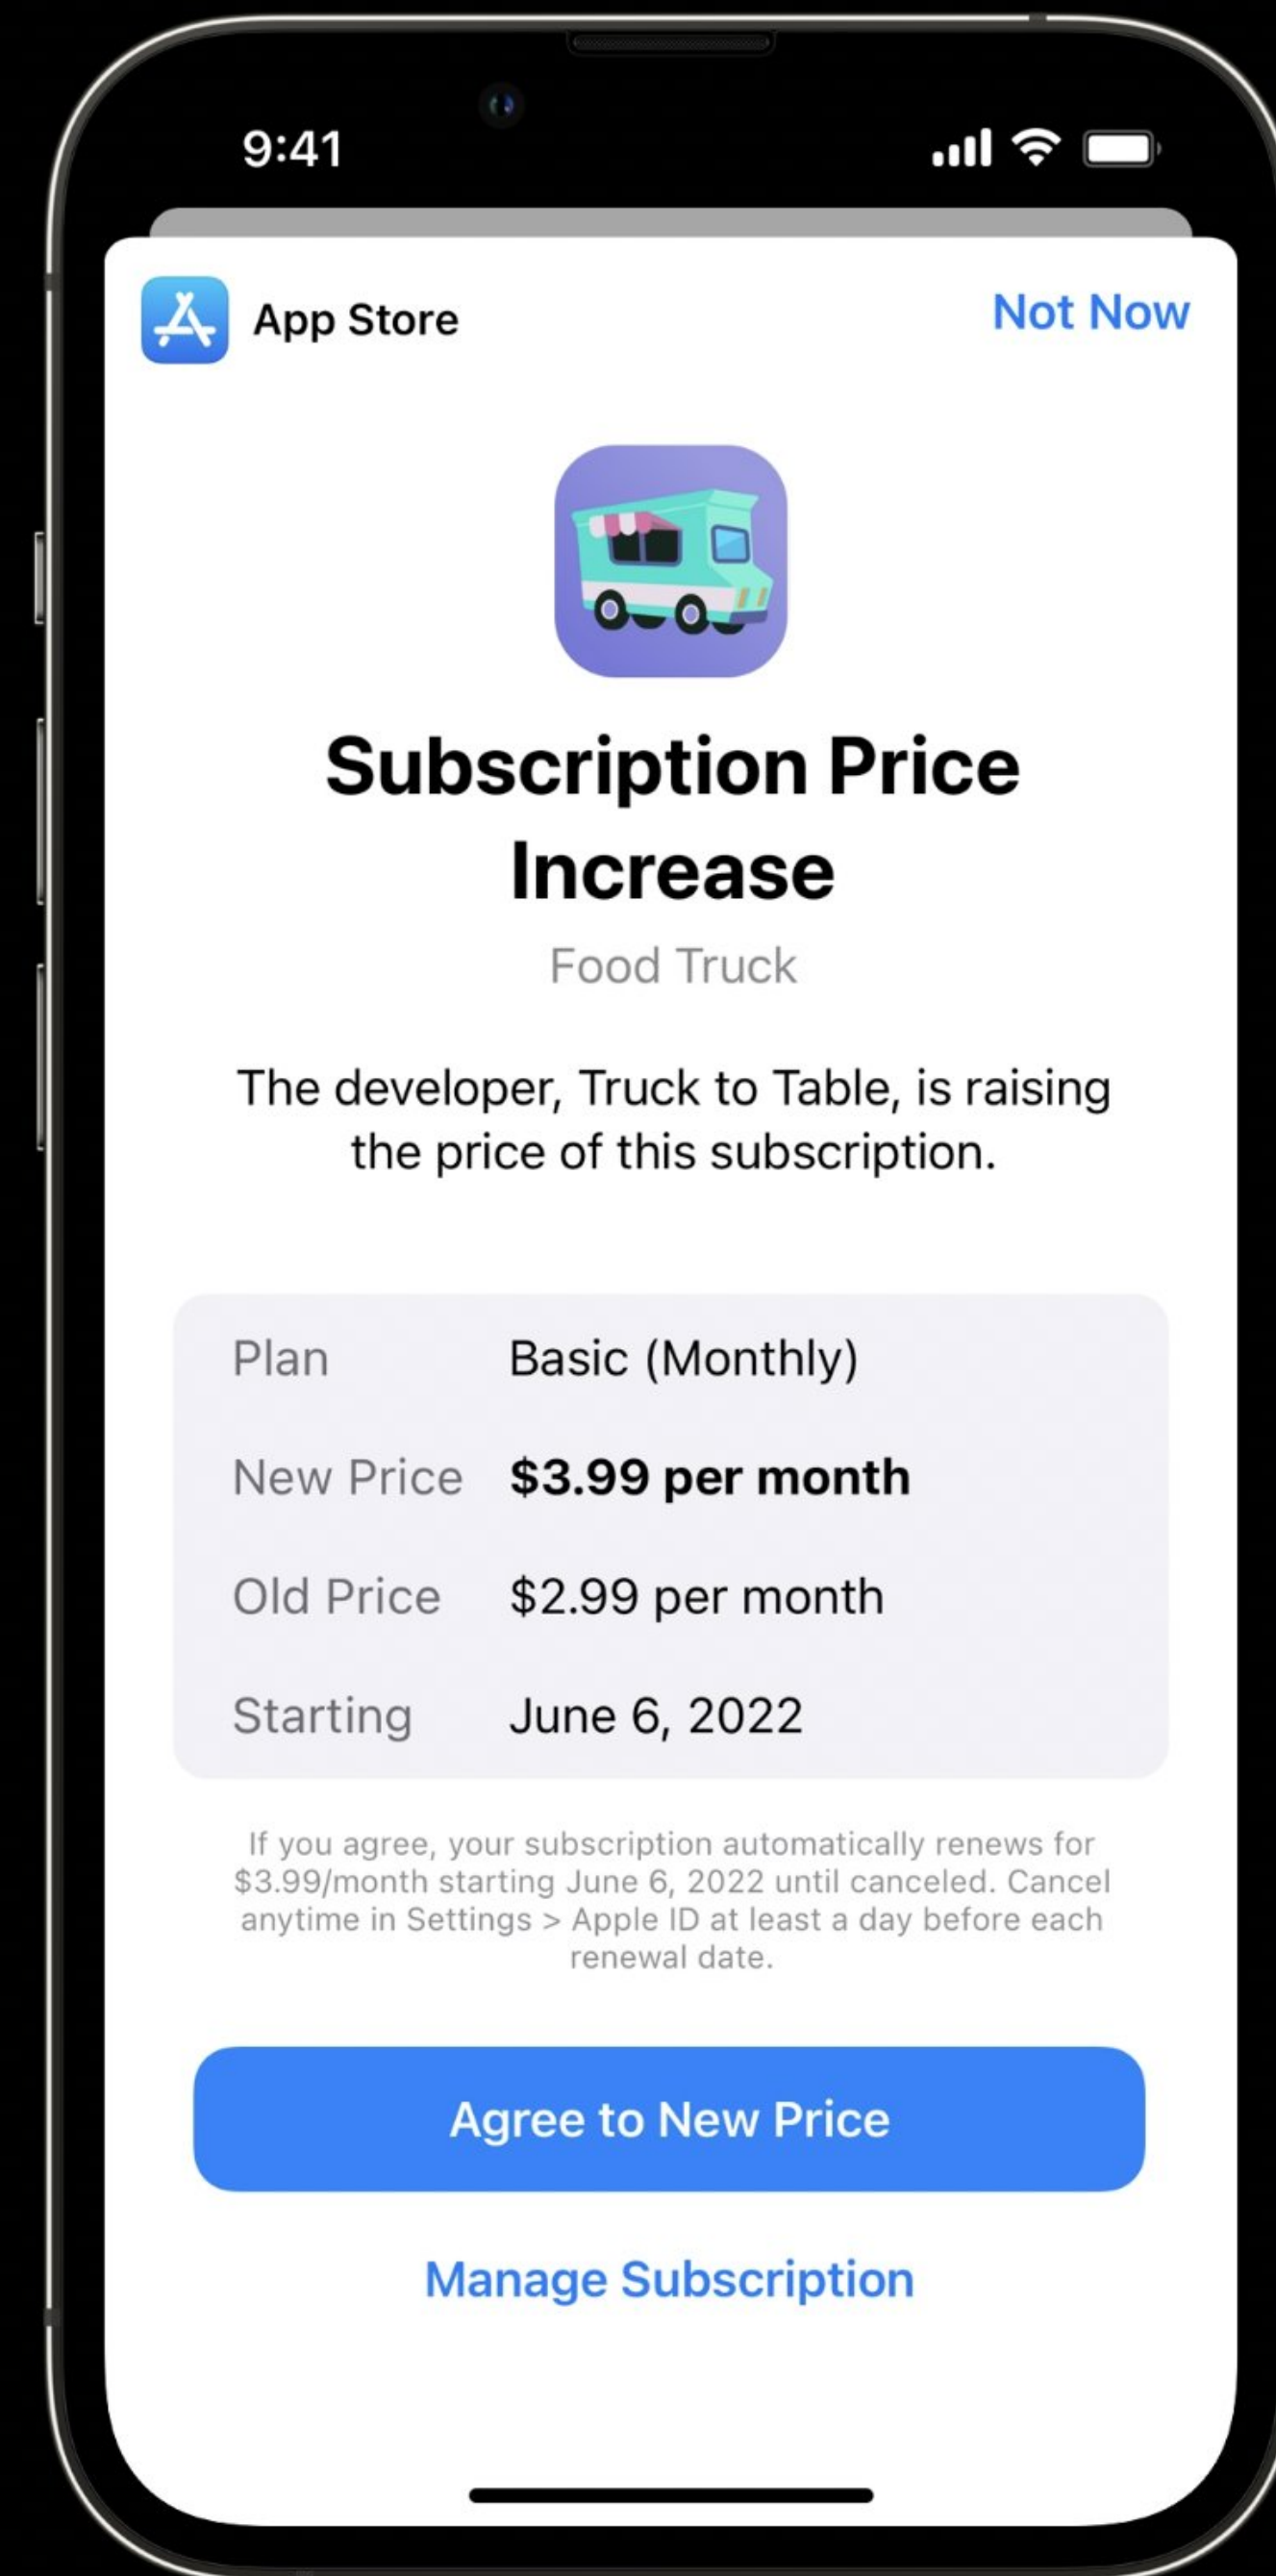 9:41
App Store
Not Now
Subscription Price
Increase
Food Truck
The developer, Truck to Table, is raising
the price of this subscription.
Plan Basic (Monthly)
New Price $3.99 per month
Old Price $2.99 per month
Starting June 6, 2022
If you agree, your subscription automatically renews for
$3.99/month starting June 6, 2022 until canceled. Cancel
anytime in Settings > Apple ID at least a day before each
renewal date.
Agree to New Price
Manage Subscription